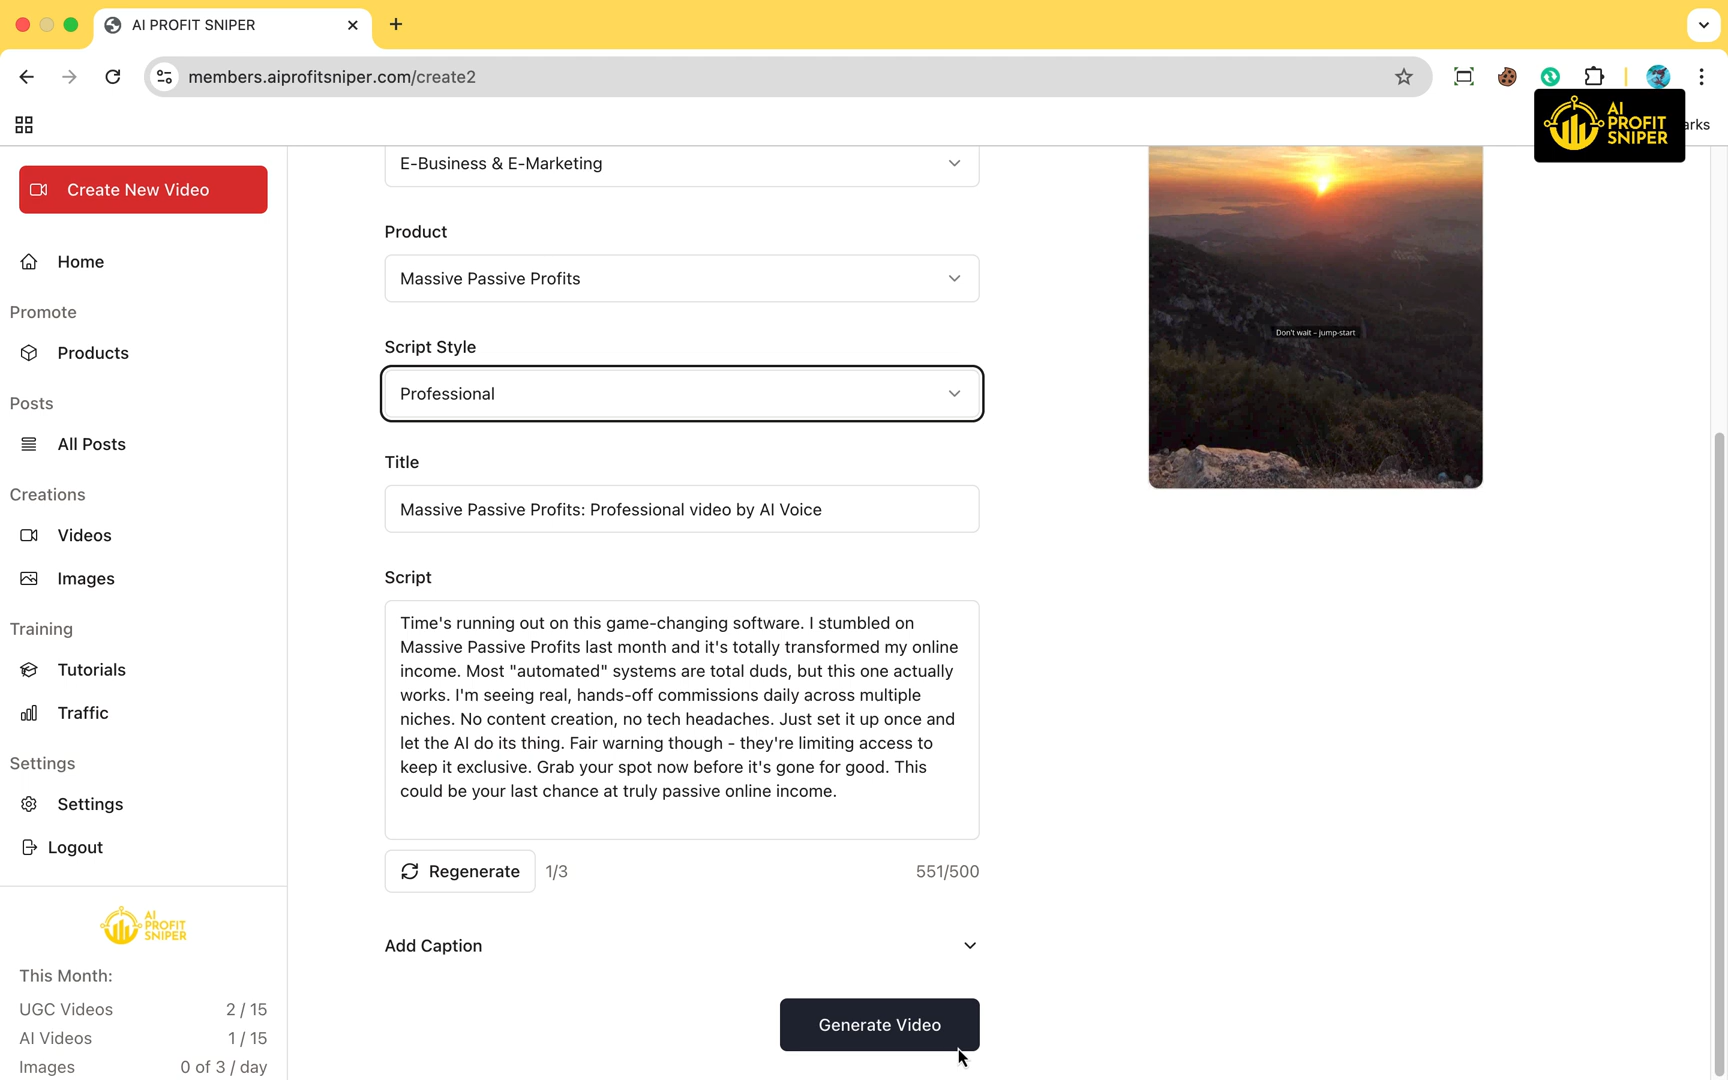 AI PROFIT SNIPER
members.aiprofitsniper.com/create2
AI
PROFIT
SNIPER
arks
Create New Video
Home
Promote
Products
Posts
All Posts
Creations
Videos
Images
Training
Tutorials
Traffic
Settings
Settings
Logout
AI
PROFIT
SNIPER
This Month:
UGC Videos 2 / 15
AI Videos 1 / 15
Images 0 of 3 / day
E-Business & E-Marketing
Product
Massive Passive Profits
Script Style
Professional
Title
Massive Passive Profits: Professional video by AI Voice
Script
Time's running out on this game-changing software. I stumbled on
Massive Passive Profits last month and it's totally transformed my online
income. Most "automated" systems are total duds, but this one actually
works. I'm seeing real, hands-off commissions daily across multiple
niches. No content creation, no tech headaches. Just set it up once and
let the AI do its thing. Fair warning though - they're limiting access to
keep it exclusive. Grab your spot now before it's gone for good. This
could be your last chance at truly passive online income.
Regenerate 1/3 551/500
Add Caption
Generate Video
Don't wait – jump-start